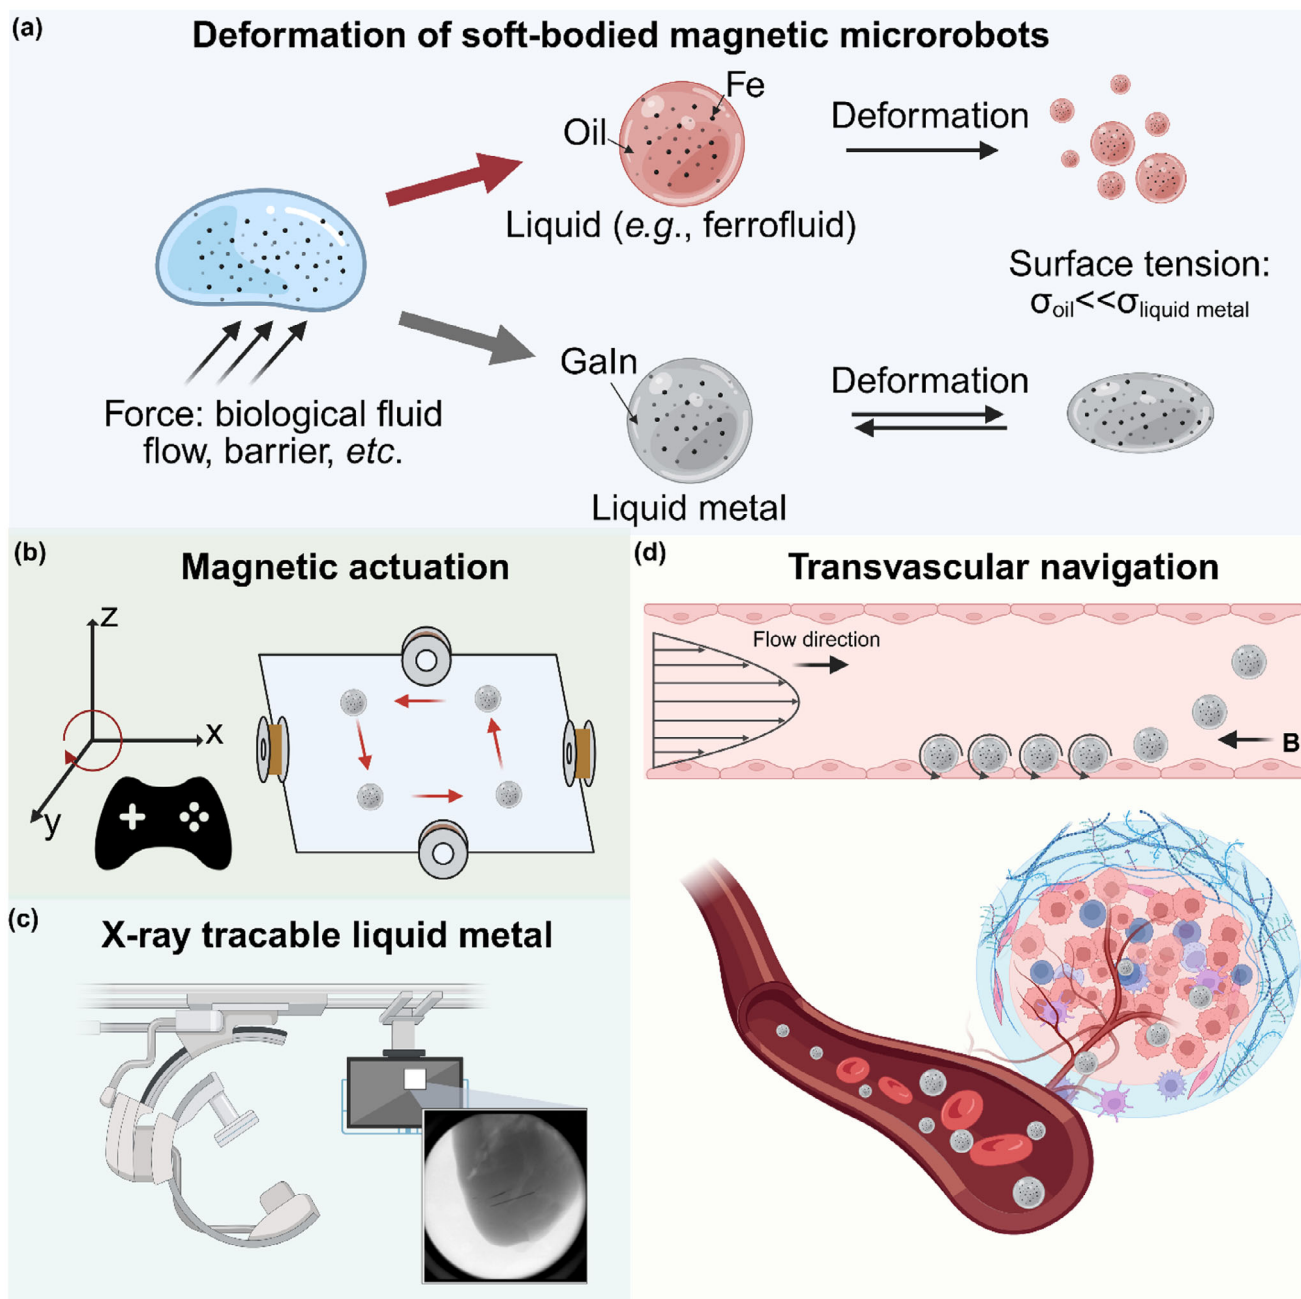 (a)
Deformation of soft-bodied magnetic microrobots
Fe
Oil
Deformation
Liquid (e.g., ferrofluid)
Surface tension:
σoil<<σliquid metal
GaIn
Deformation
Force: biological fluid
flow, barrier, etc.
Liquid metal
(b)
Magnetic actuation
z
x
y
(c)
X-ray tracable liquid metal
(d)
Transvascular navigation
Flow direction
B